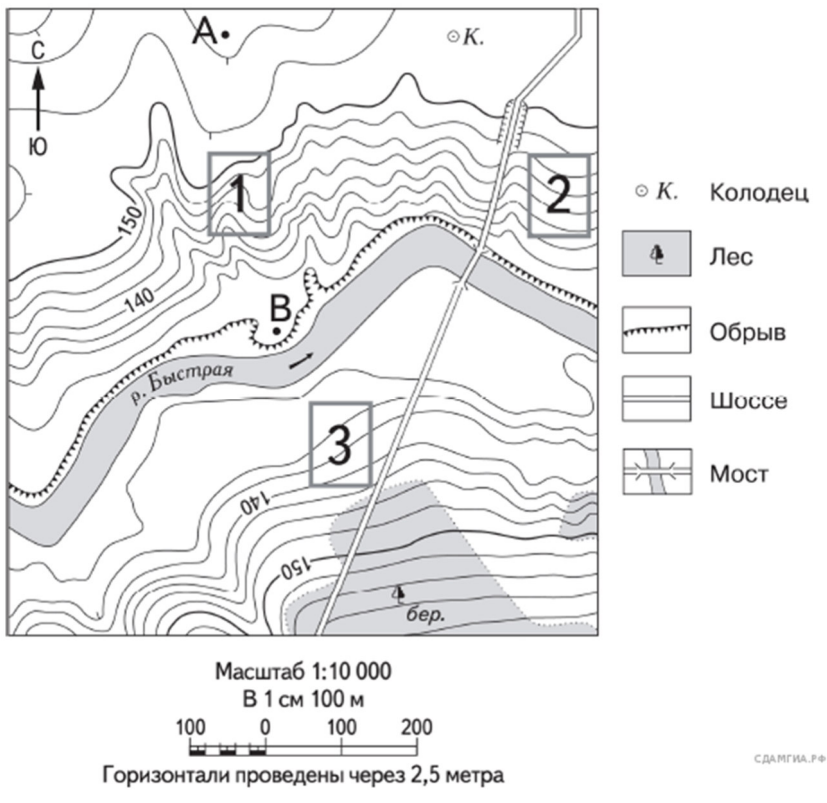 А
К.
С
Ю
1
2
150
140
В
р. Быстрая
3
140
150
бер.
К. Колодец
Лес
Обрыв
Шоссе
Мост
Масштаб 1:10 000
В 1 см 100 м
100 0 100 200
Горизонтали проведены через 2,5 метра
СДАМГИА.РФ